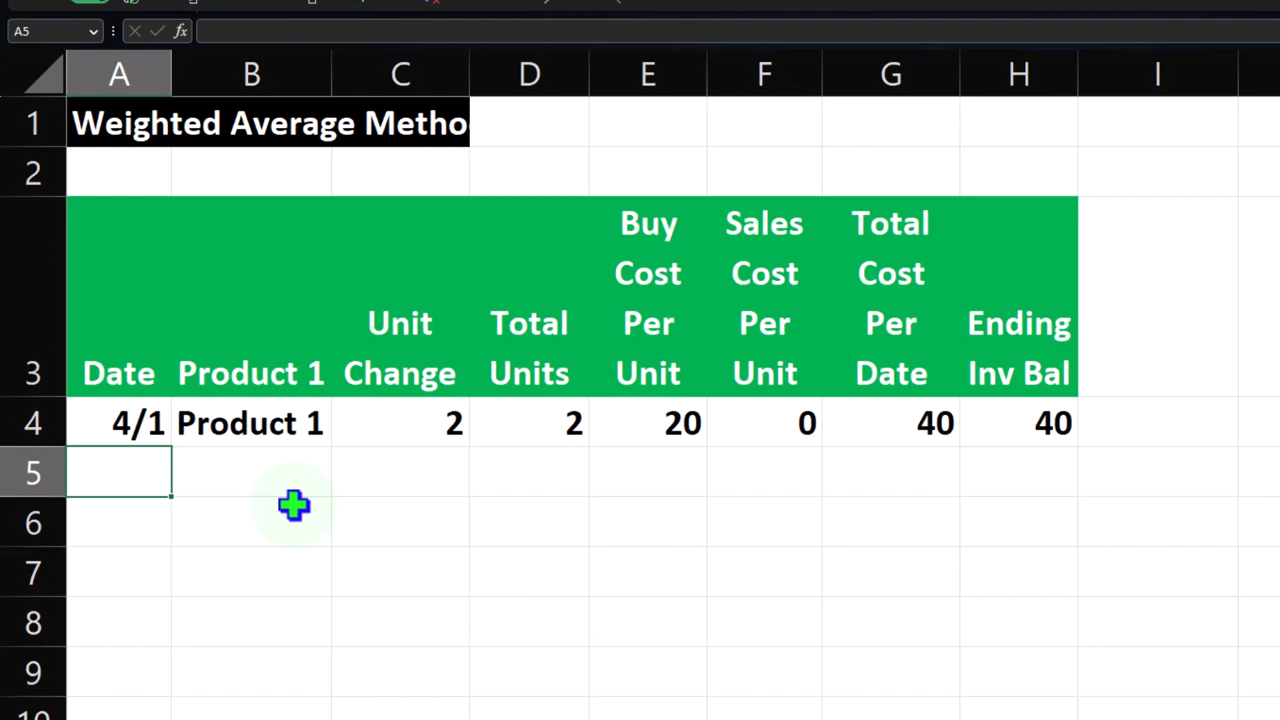 A5
fx
A B C D E F G H I
1 Weighted Average Metho
2
Buy Sales Total
Cost Cost Cost
Unit Total Per Per Per Ending
3 Date Product 1 Change Units Unit Unit Date Inv Bal
4 4/1 Product 1 2 2 20 0 40 40
5
6
7
8
9
10